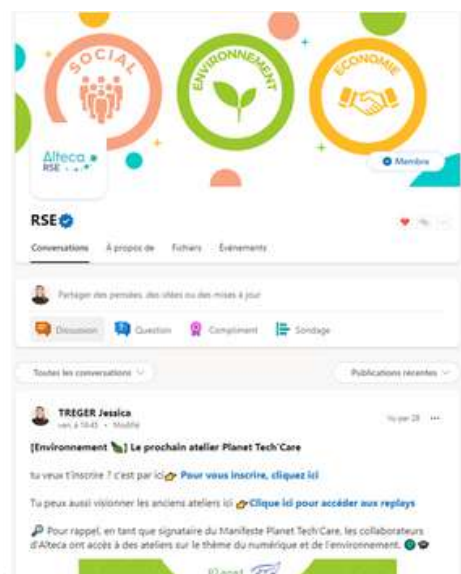 SOCIAL
ENVIRONNEMENT
ECONOMIE
Alteca
RSE
Membre
RSE
Conversations À propos de Fichiers Événements
Partager des pensées, des idées ou des mises à jour
Discussion Question Compliment Sondage
Toutes les conversations Publications récentes
TREGER Jessica
Vu par 28
Modifié
[Environnement] Le prochain atelier Planet Tech'Care
tu veux t'inscrire ? c'est par ici 👉 Pour vous inscrire, cliquez ici
Tu peux aussi visionner les anciens ateliers ici 👉 Clique ici pour accéder aux replays
🔎 Pour rappel, en tant que signataire du Manifeste Planet Tech'Care, les collaborateurs
d'Alteca ont accès à des ateliers sur le thème du numérique et de l'environnement.
Planet